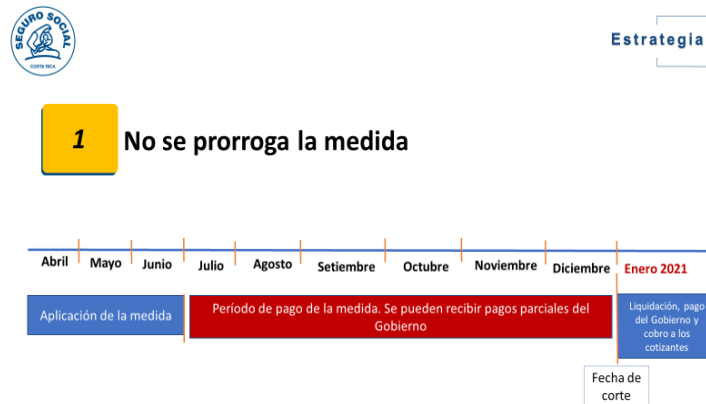 SEGURO SOCIAL
COSTA RICA
Estrategia
1
No se prorroga la medida
Abril Mayo Junio Julio Agosto Setiembre Octubre Noviembre Diciembre Enero 2021
Aplicación de la medida
Período de pago de la medida. Se pueden recibir pagos parciales del
Gobierno
Liquidación, pago
del Gobierno y
cobro a los
cotizantes
Fecha de
corte